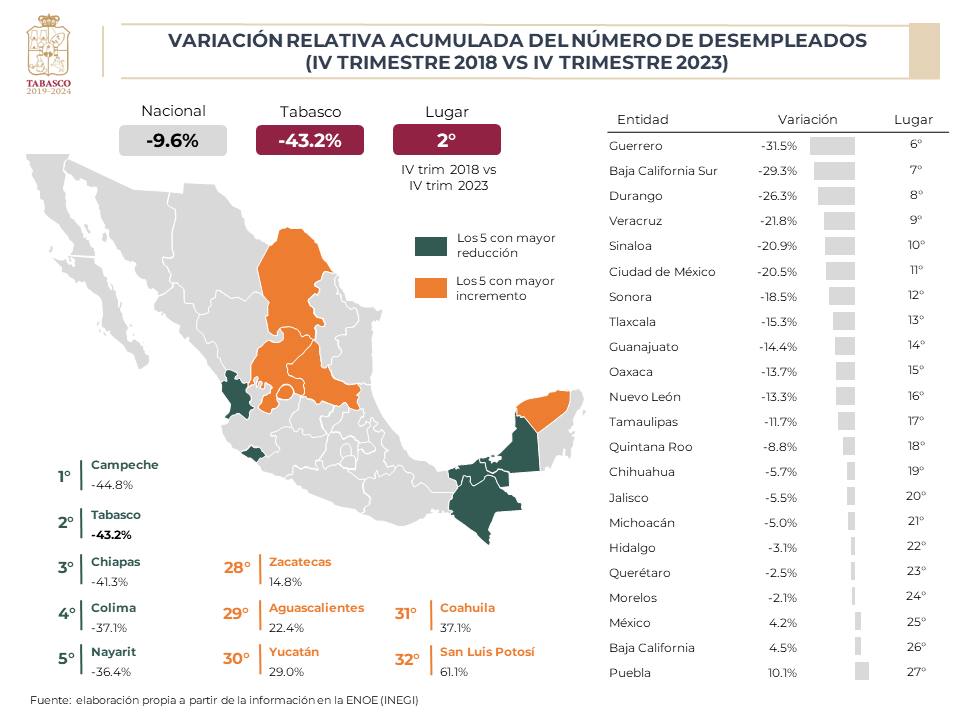 TABASCO
2019-2024
VARIACIÓN RELATIVA ACUMULADA DEL NÚMERO DE DESEMPLEADOS
(IV TRIMESTRE 2018 VS IV TRIMESTRE 2023)
Nacional
-9.6%
Tabasco
-43.2%
Lugar
2°
IV trim 2018 vs
IV trim 2023
Los 5 con mayor
reducción
Los 5 con mayor
incremento
1° Campeche
-44.8%
2° Tabasco
-43.2%
3° Chiapas
-41.3%
4° Colima
-37.1%
5° Nayarit
-36.4%
28° Zacatecas
14.8%
29° Aguascalientes
22.4%
30° Yucatán
29.0%
31° Coahuila
37.1%
32° San Luis Potosí
61.1%
Entidad Variación Lugar
Guerrero -31.5% 6°
Baja California Sur -29.3% 7°
Durango -26.3% 8°
Veracruz -21.8% 9°
Sinaloa -20.9% 10°
Ciudad de México -20.5% 11°
Sonora -18.5% 12°
Tlaxcala -15.3% 13°
Guanajuato -14.4% 14°
Oaxaca -13.7% 15°
Nuevo León -13.3% 16°
Tamaulipas -11.7% 17°
Quintana Roo -8.8% 18°
Chihuahua -5.7% 19°
Jalisco -5.5% 20°
Michoacán -5.0% 21°
Hidalgo -3.1% 22°
Querétaro -2.5% 23°
Morelos -2.1% 24°
México 4.2% 25°
Baja California 4.5% 26°
Puebla 10.1% 27°
Fuente: elaboración propia a partir de la información en la ENOE (INEGI)